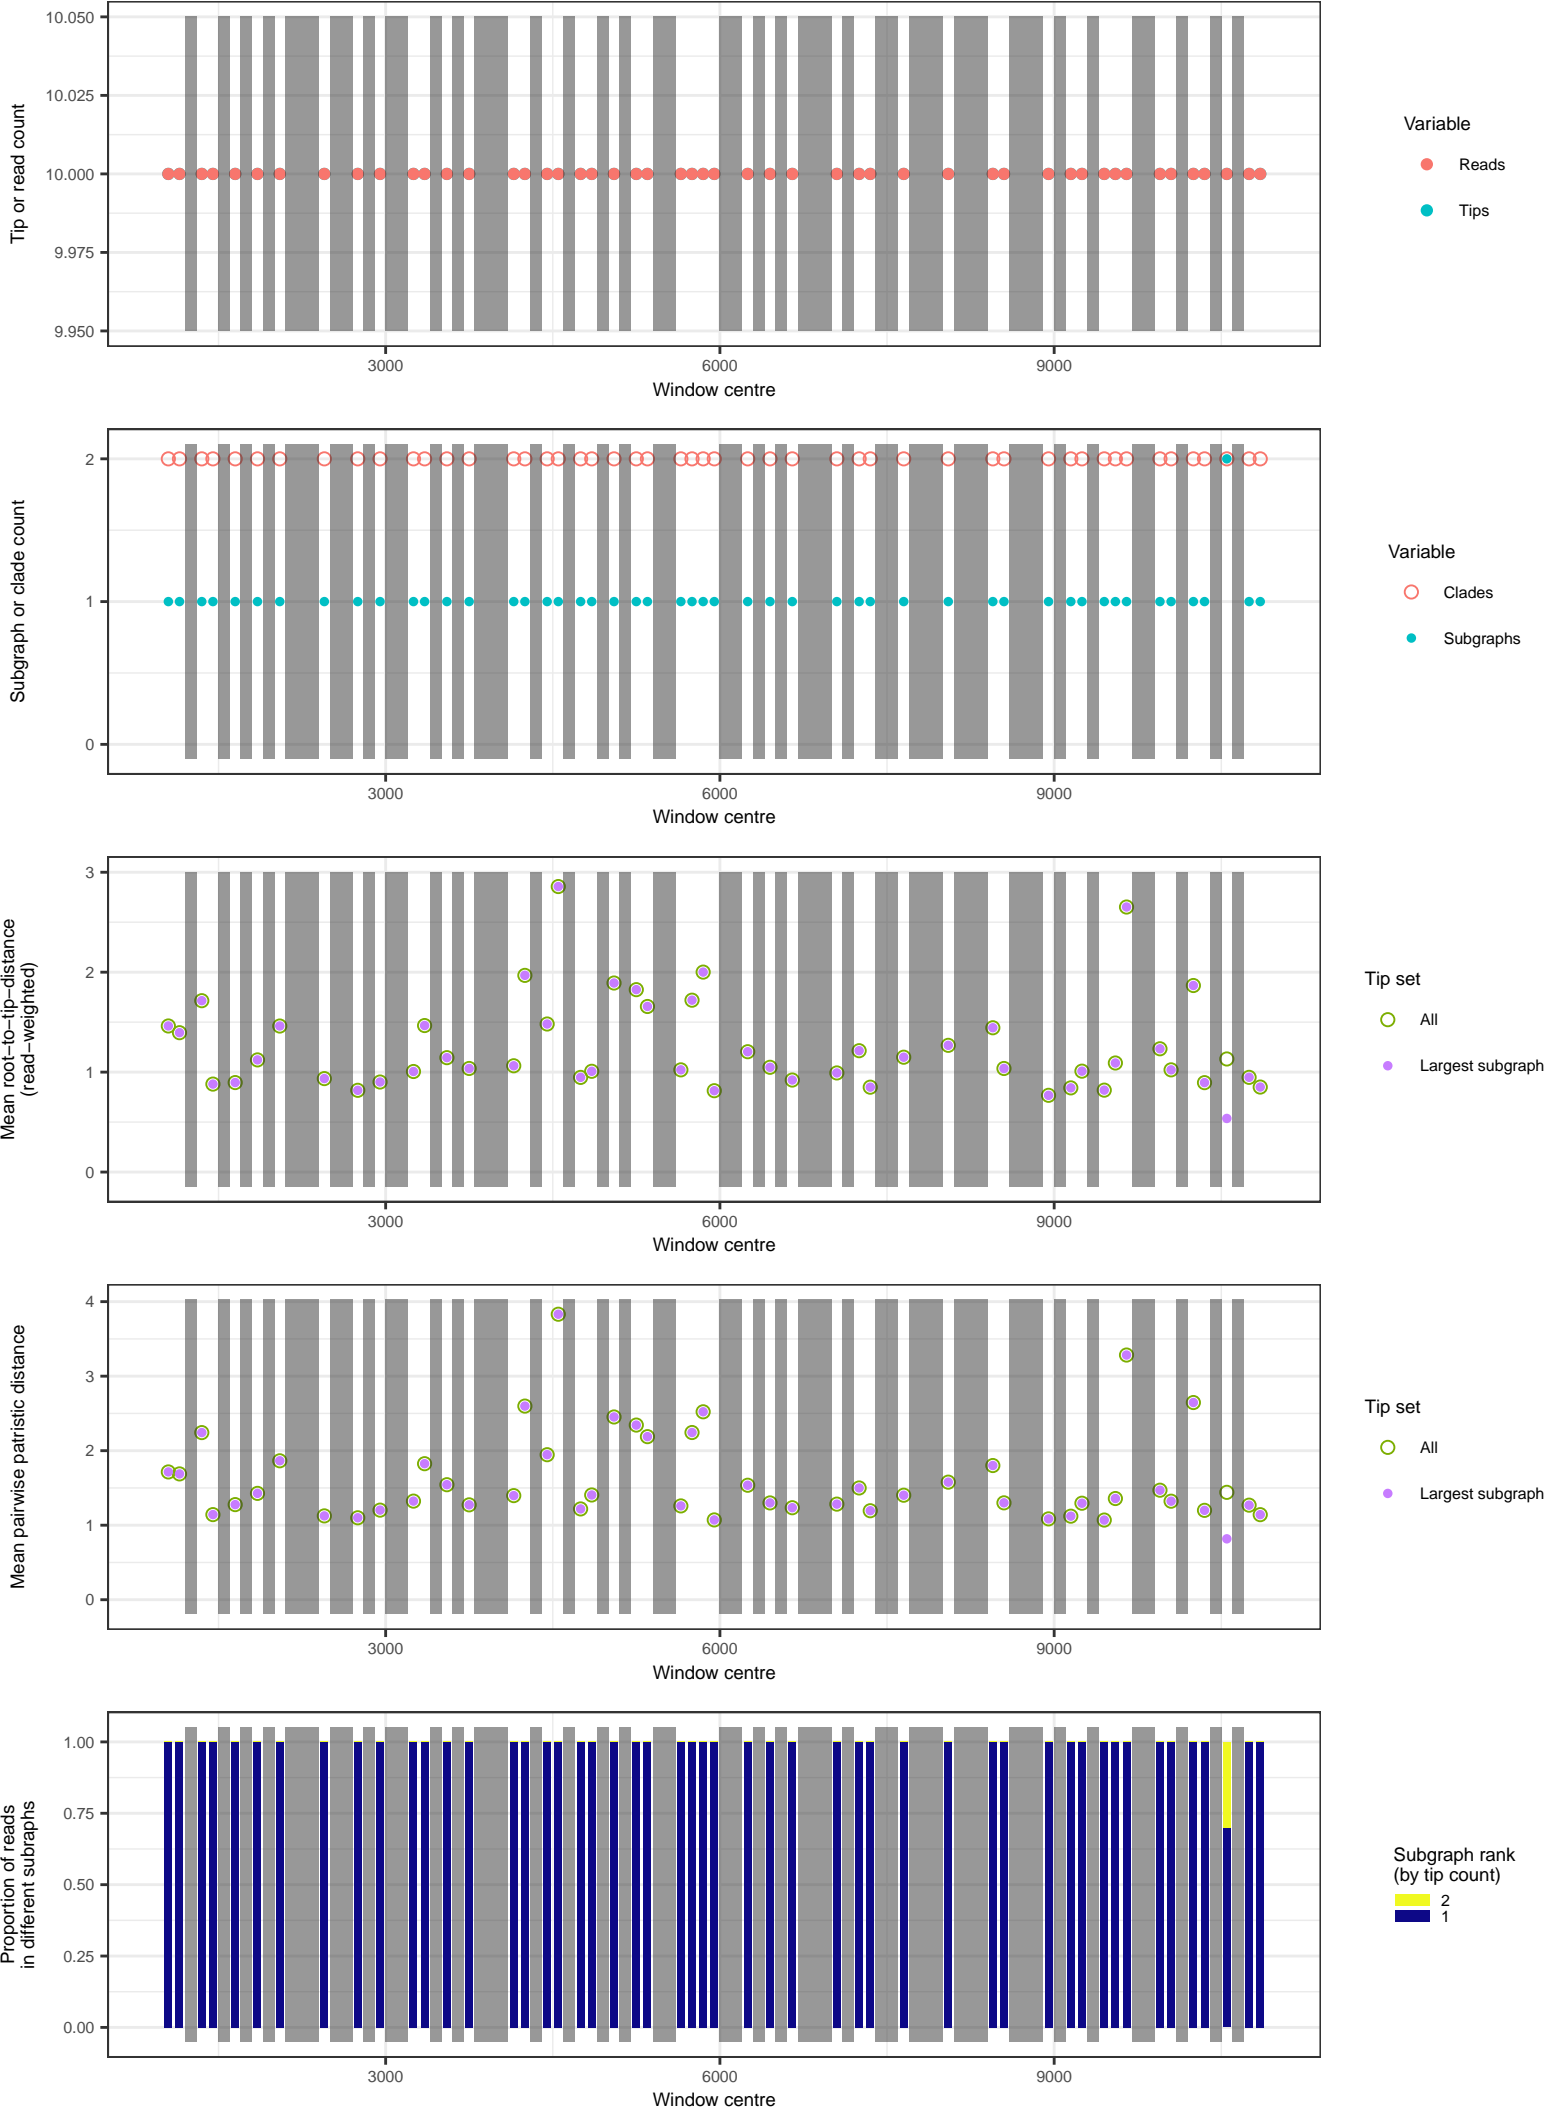 10.050
10.025
10.000
9.975
9.950
Tip or read count
3000
6000
9000
Window centre
Variable
Reads
Tips
2
1
0
Subgraph or clade count
3000
6000
9000
Window centre
Variable
Clades
Subgraphs
3
2
1
0
Mean root−to−tip−distance
(read−weighted)
3000
6000
9000
Window centre
Tip set
All
Largest subgraph
4
3
2
1
0
Mean pairwise patristic distance
3000
6000
9000
Window centre
Tip set
All
Largest subgraph
1.00
0.75
0.50
0.25
0.00
Proportion of reads
in different subraphs
3000
6000
9000
Window centre
Subgraph rank
(by tip count)
2
1